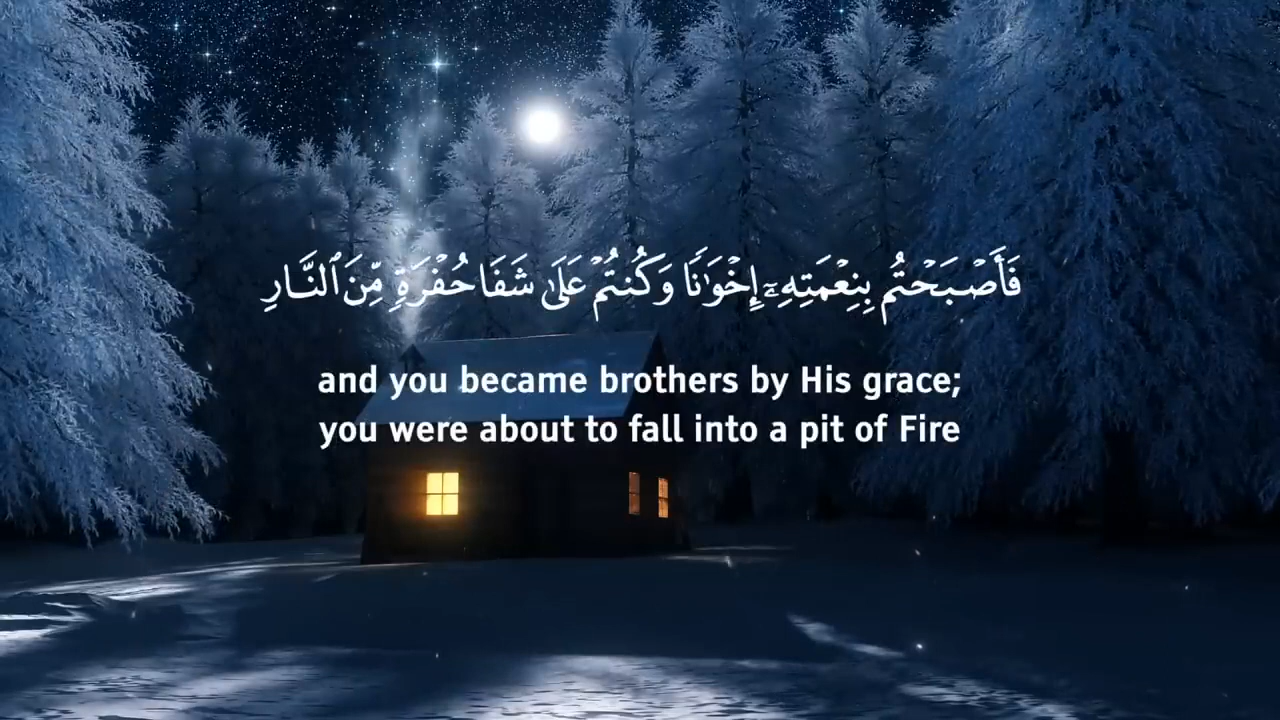 فَأَصۡبَحۡتُم بِنِعۡمَتِهِۦٓ إِخۡوَٰنٗا وَكُنتُمۡ عَلَىٰ شَفَا حُفۡرَةٖ مِّنَ ٱلنَّارِ
and you became brothers by His grace;
you were about to fall into a pit of Fire